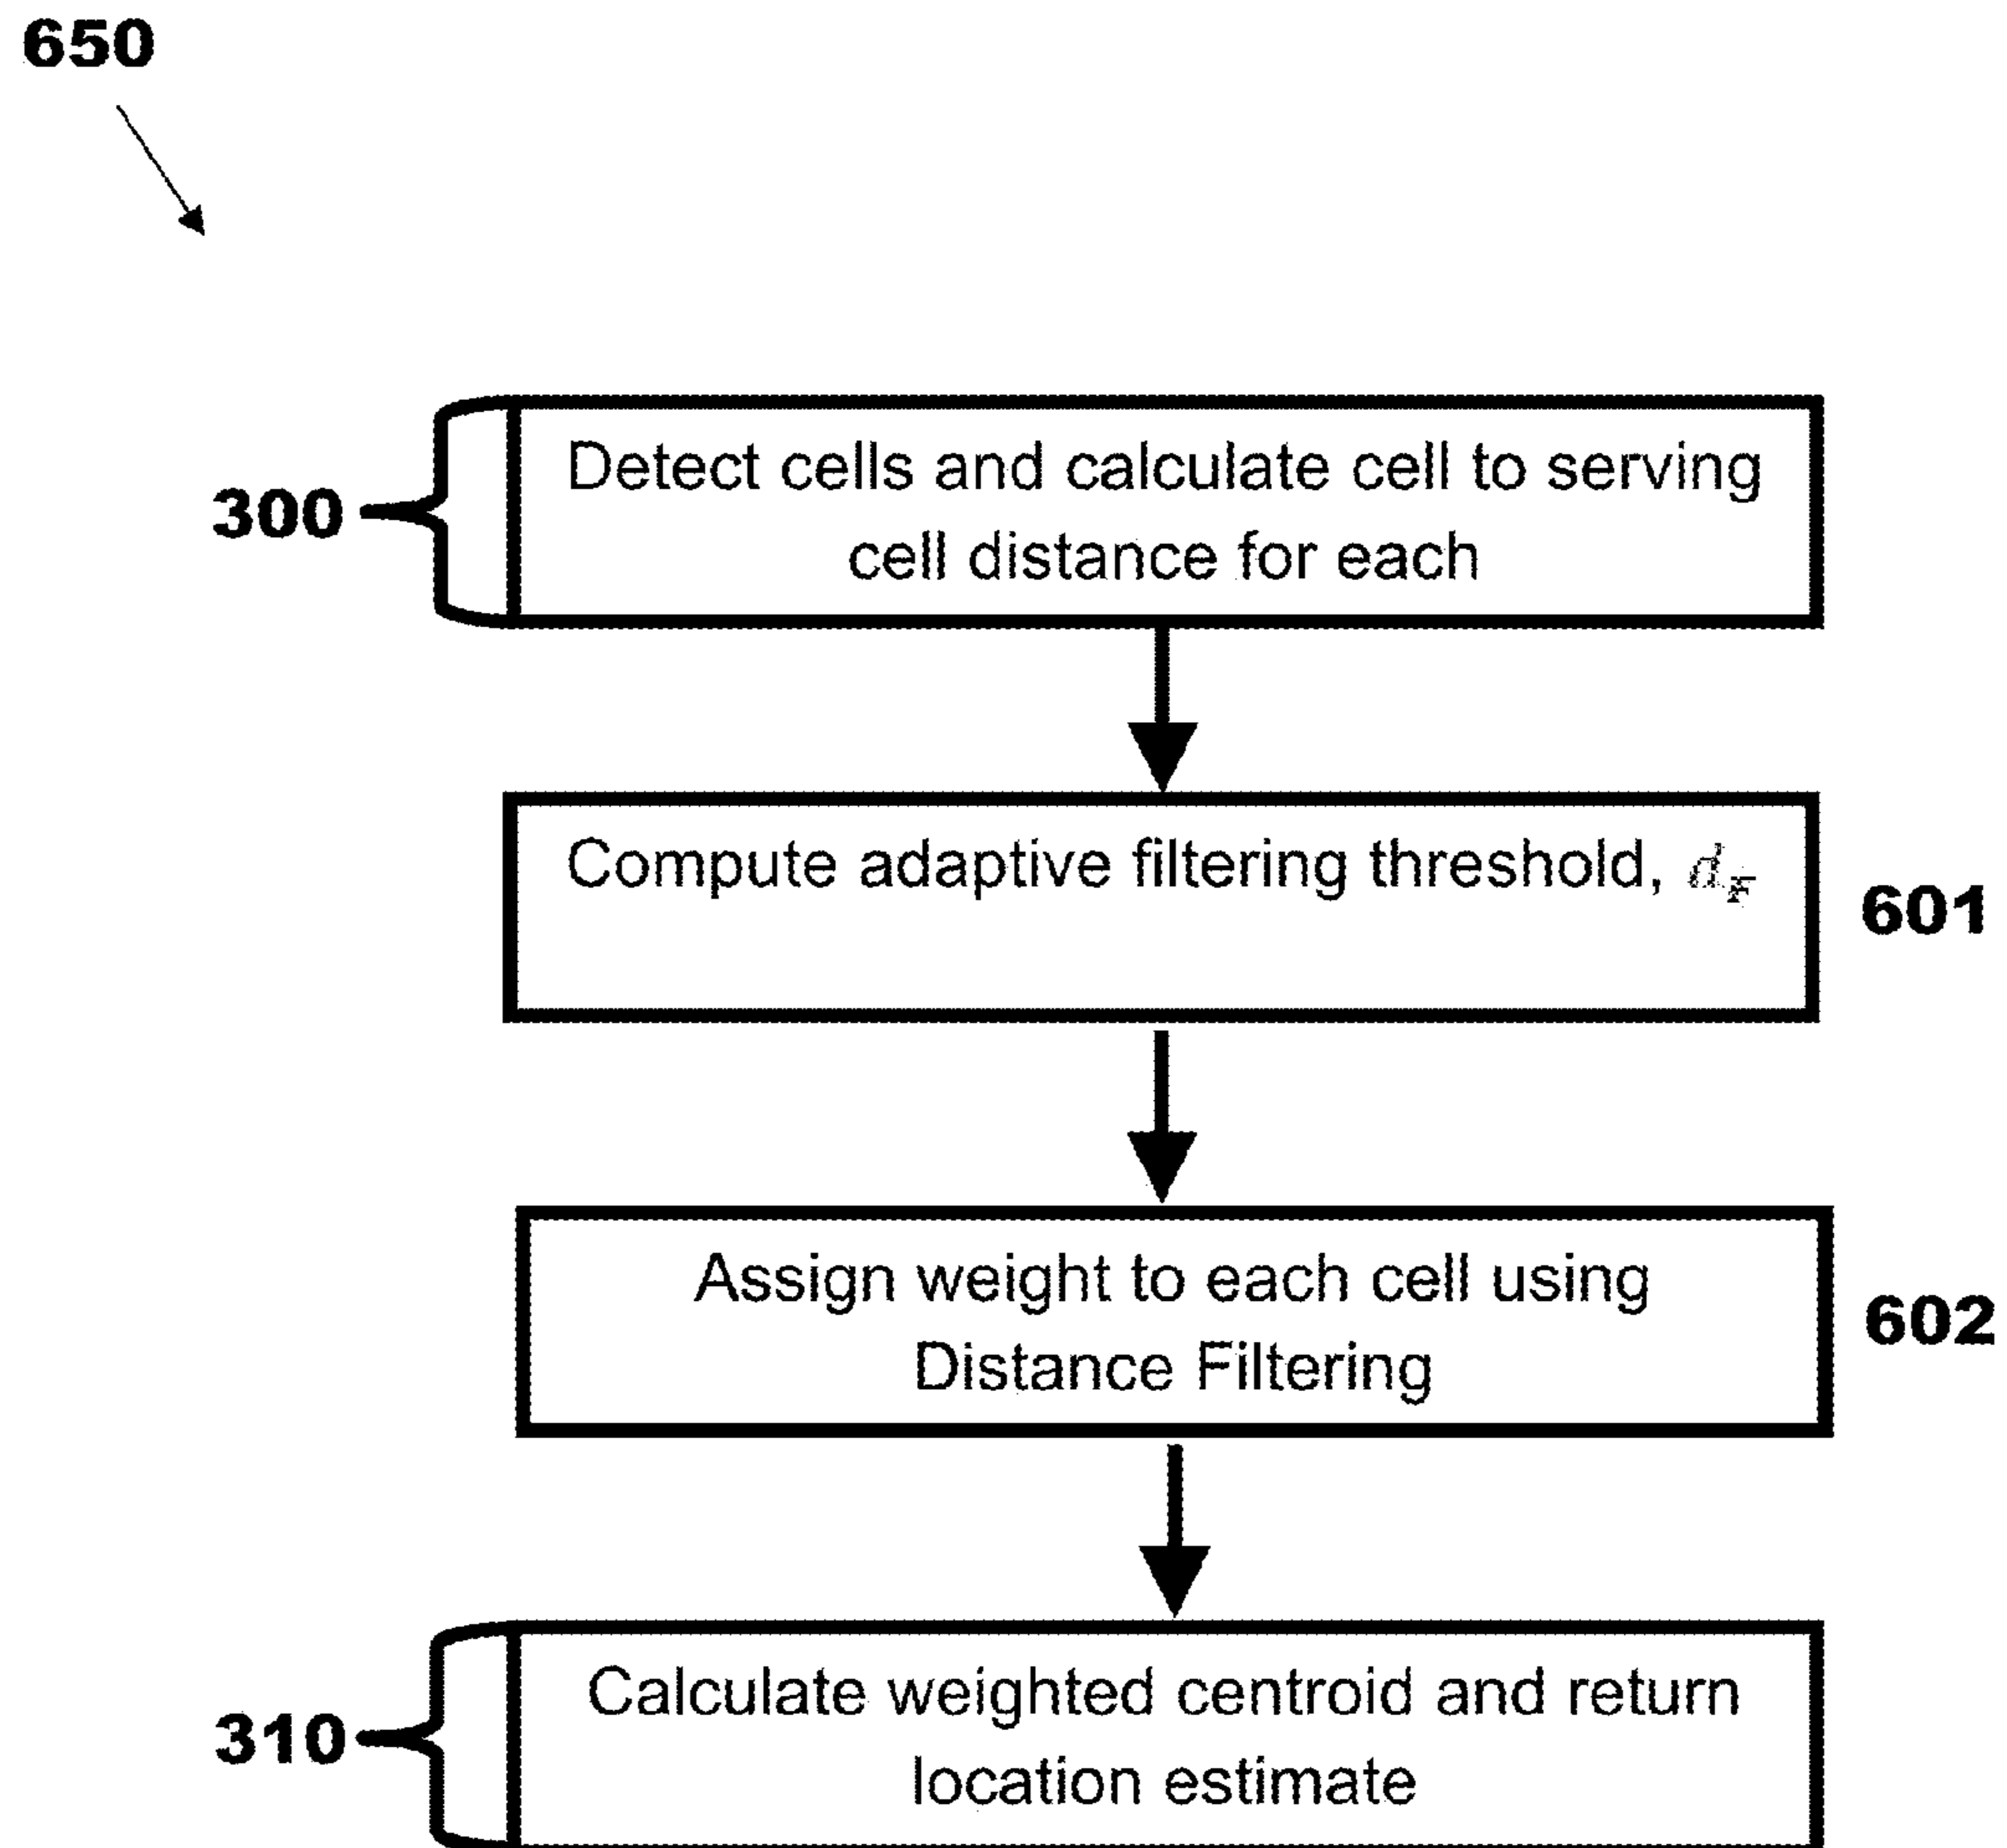 650
300
Detect cells and calculate cell to serving
cell distance for each
Compute adaptive filtering threshold, d_F
601
Assign weight to each cell using
Distance Filtering
602
310
Calculate weighted centroid and return
location estimate